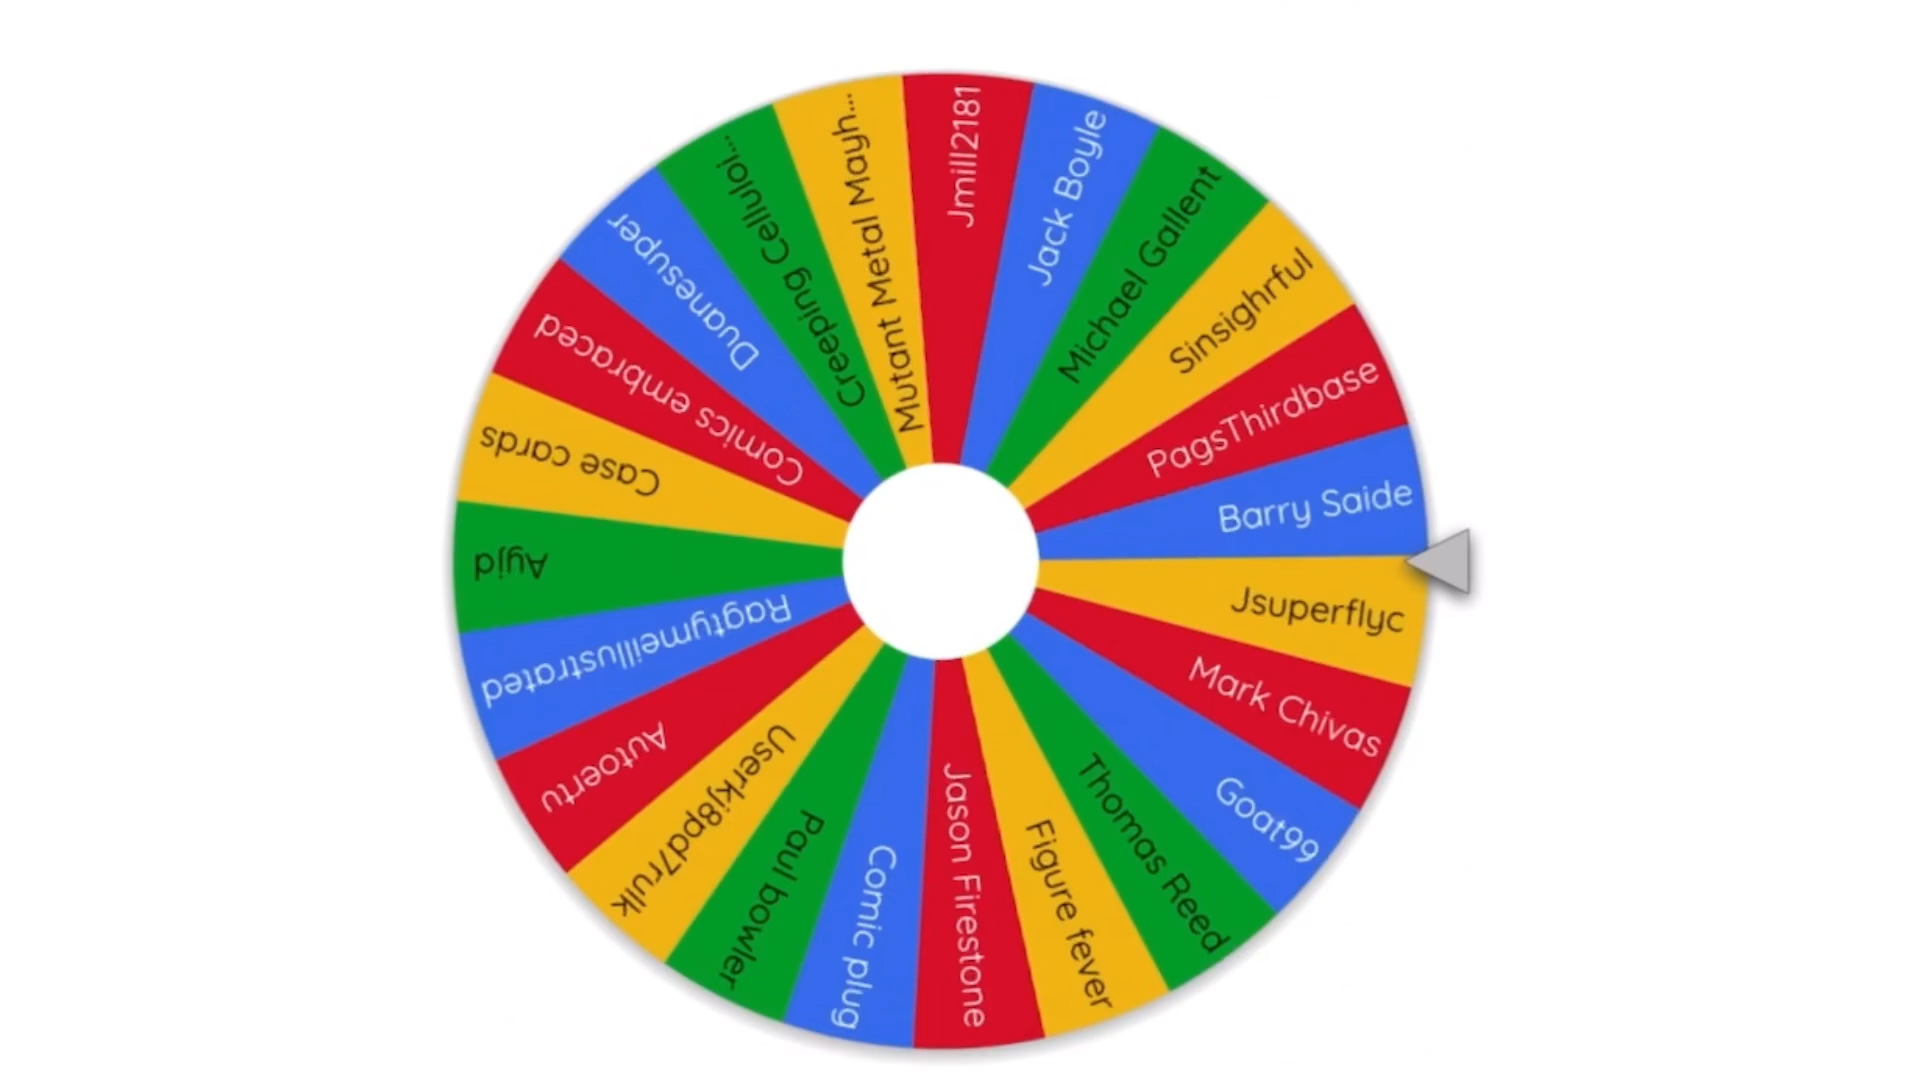 Jmill2181
Jack Boyle
Michael Gallent
Sinsighrful
PagsThirdbase
Barry Saide
Jsuperflyc
Mark Chivas
Goat99
Thomas Reed
Figure fever
Jason Firestone
Comic plug
Paul bowler
Userkj8pd7rulk
Autoertu
Ragtymeillustrated
Ayjd
Case cards
Comics embraced
Duanesuper
Creeping Celluloi...
Mutant Metal Mayh...